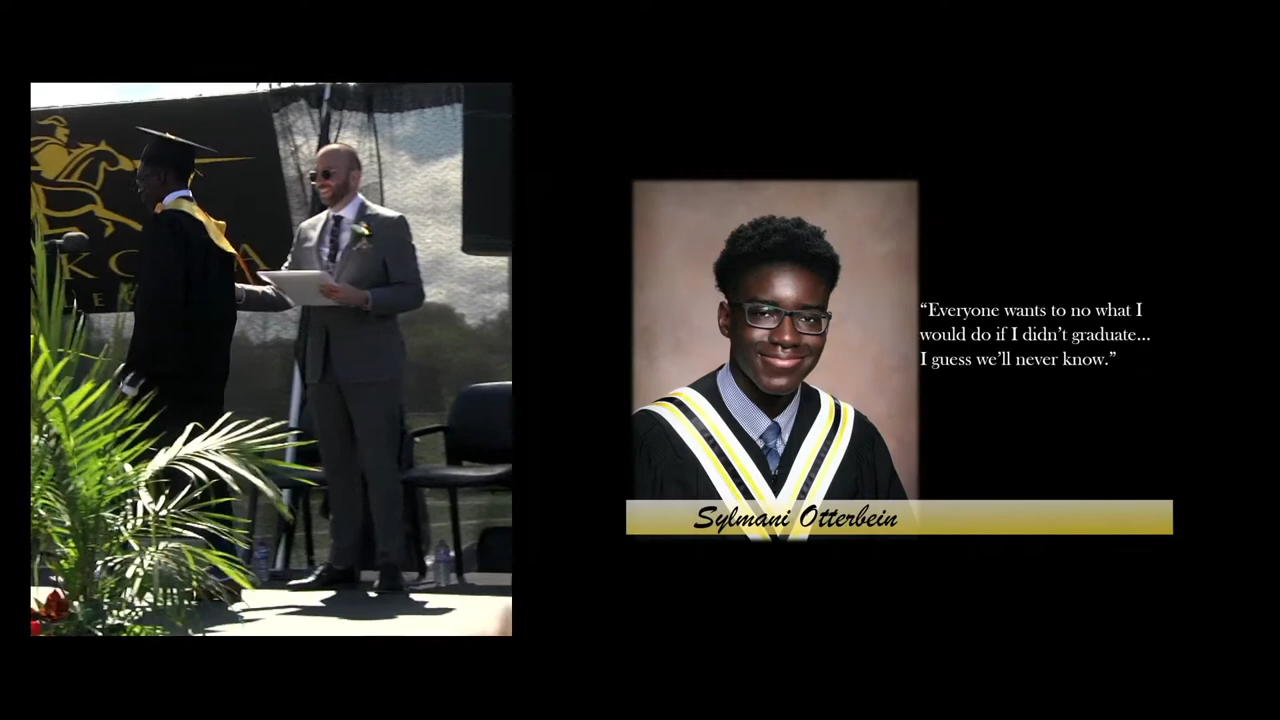 “Everyone wants to no what I
would do if I didn’t graduate...
I guess we’ll never know.”
Sylmani Otterbein